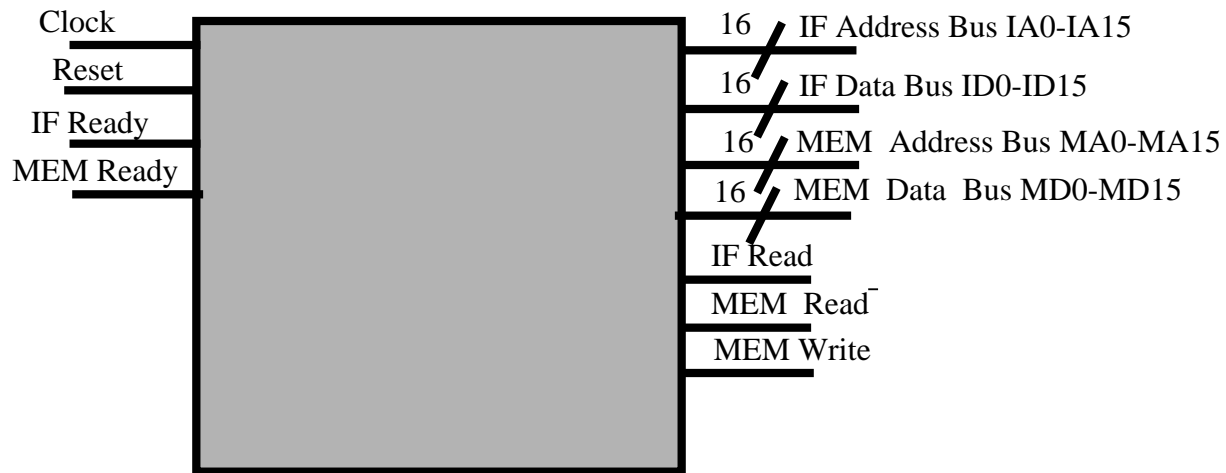 Clock
Reset
IF Ready
MEM Ready
16 IF Address Bus IA0-IA15
16 IF Data Bus ID0-ID15
16 MEM Address Bus MA0-MA15
16 MEM Data Bus MD0-MD15
IF Read
MEM Read
MEM Write